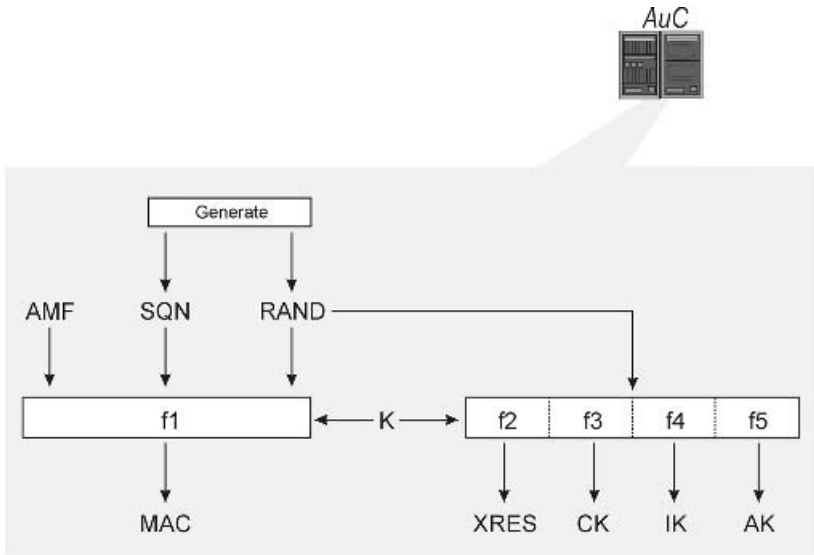 AuC
Generate
AMF SQN RAND
f1 K f2 f3 f4 f5
MAC XRES CK IK AK